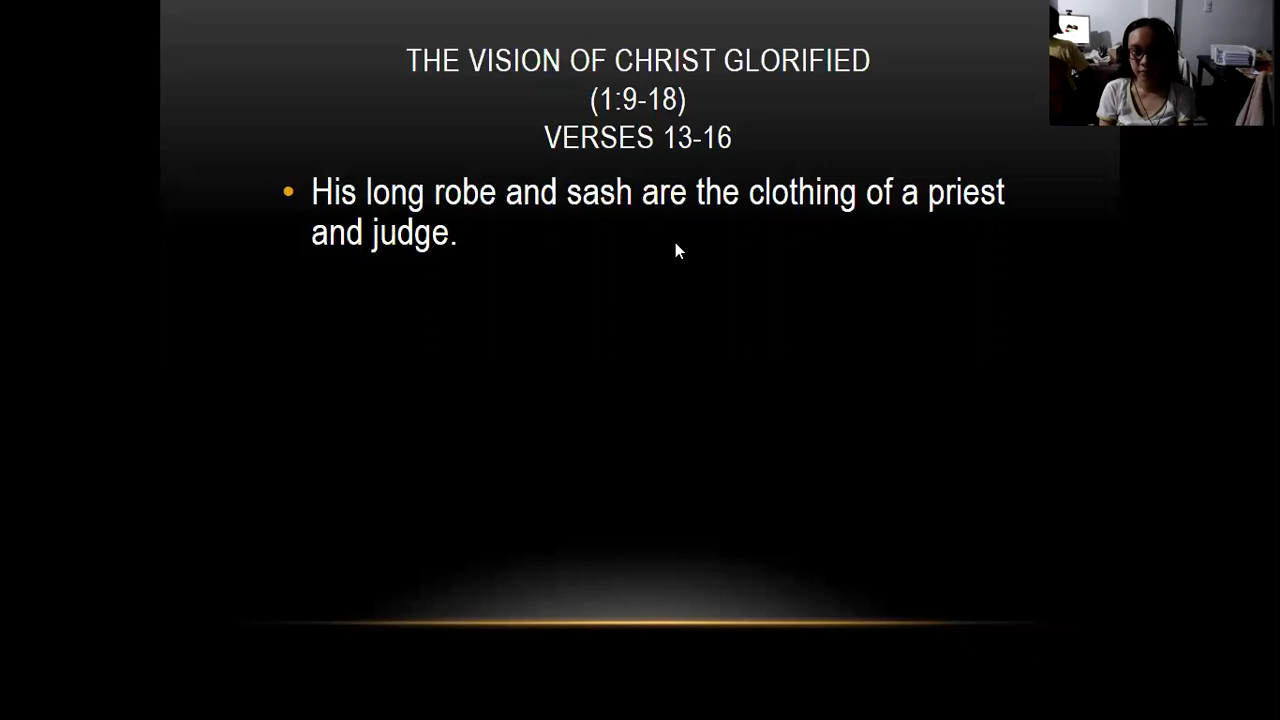 THE VISION OF CHRIST GLORIFIED
(1:9-18)
VERSES 13-16
• His long robe and sash are the clothing of a priest
and judge.